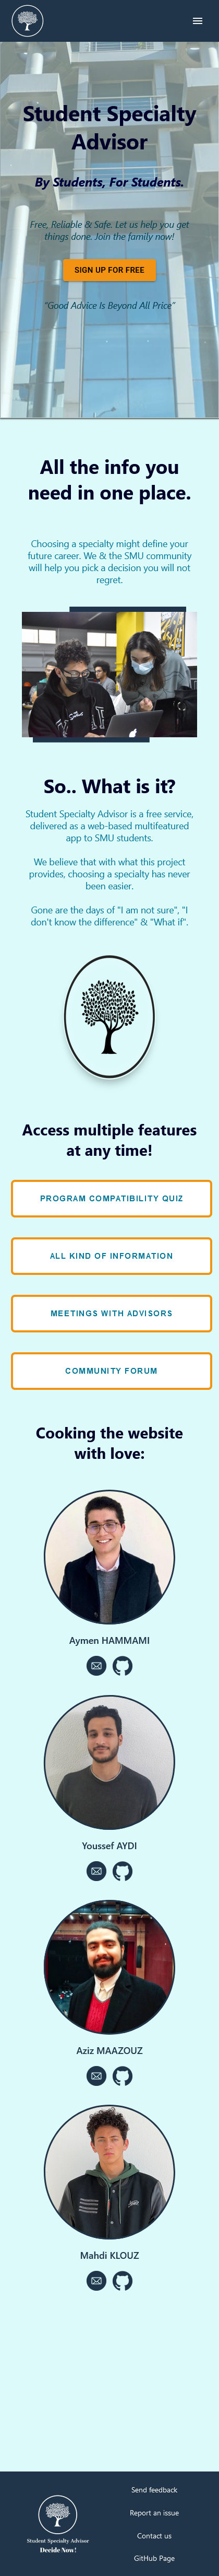 Student Specialty
Advisor
By Students, For Students.
Free, Reliable & Safe. Let us help you get
things done. Join the family now!
SIGN UP FOR FREE
"Good Advice Is Beyond All Price"
All the info you
need in one place.
Choosing a specialty might define your
future career. We & the SMU community
will help you pick a decision you will not
regret.
So.. What is it?
Student Specialty Advisor is a free service,
delivered as a web-based multifeatured
app to SMU students.
We believe that with what this project
provides, choosing a specialty has never
been easier.
Gone are the days of "I am not sure", "I
don't know the difference" & "What if".
Access multiple features
at any time!
PROGRAM COMPATIBILITY QUIZ
ALL KIND OF INFORMATION
MEETINGS WITH ADVISORS
COMMUNITY FORUM
Cooking the website
with love:
Aymen HAMMAMI
Youssef AYDI
Aziz MAAZOUZ
Mahdi KLOUZ
Student Specialty Advisor
Decide Now!
Send feedback
Report an issue
Contact us
GitHub Page